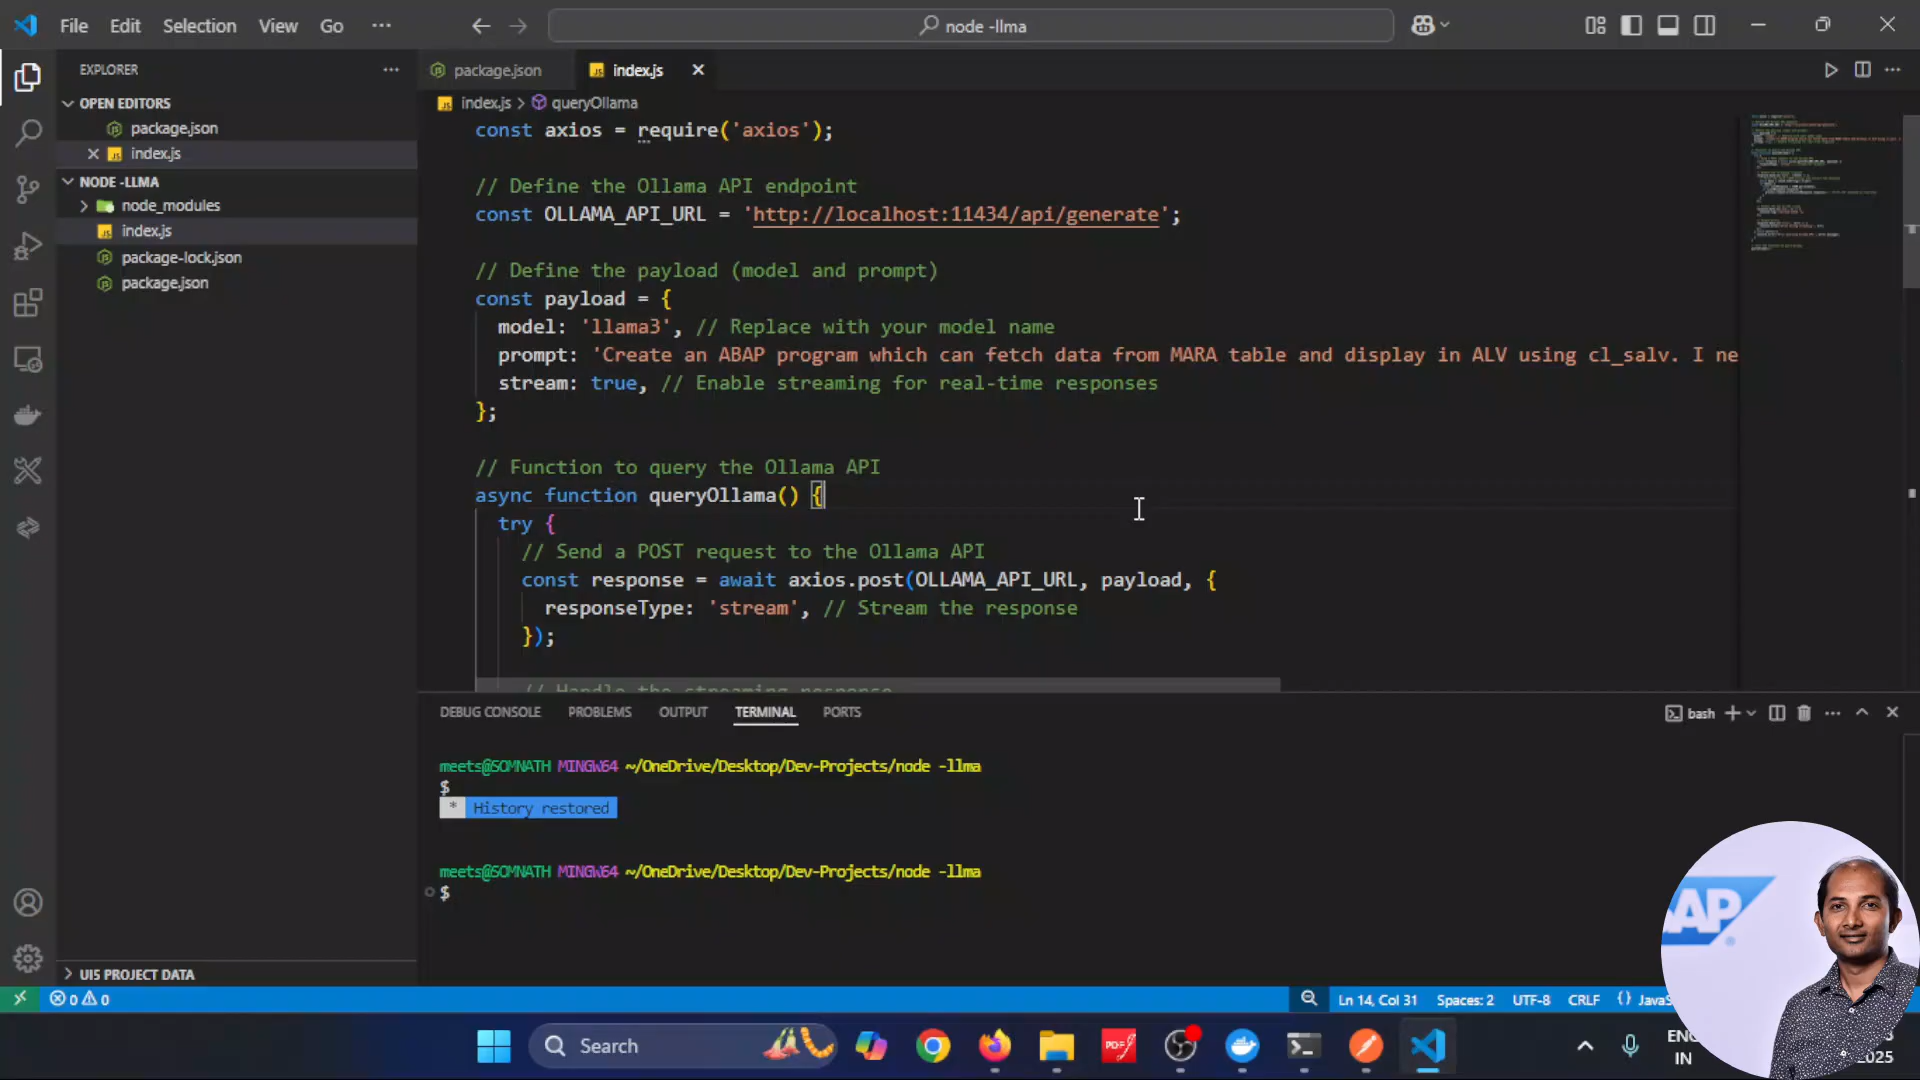 File Edit Selection View Go ...
node -llma
EXPLORER
OPEN EDITORS
package.json
index.js
NODE -LLMA
node_modules
index.js
package-lock.json
package.json
UI5 PROJECT DATA
package.json
index.js
index.js > queryOllama
const axios = require('axios');
// Define the Ollama API endpoint
const OLLAMA_API_URL = 'http://localhost:11434/api/generate';
// Define the payload (model and prompt)
const payload = {
model: 'llama3', // Replace with your model name
prompt: 'Create an ABAP program which can fetch data from MARA table and display in ALV using cl_salv. I ne
stream: true, // Enable streaming for real-time responses
};
// Function to query the Ollama API
async function queryOllama() {
try {
// Send a POST request to the Ollama API
const response = await axios.post(OLLAMA_API_URL, payload, {
responseType: 'stream', // Stream the response
});
// Handle the streaming response
DEBUG CONSOLE PROBLEMS OUTPUT TERMINAL PORTS
bash
meets@SOMNATH MINGW64 ~/OneDrive/Desktop/Dev-Projects/node -llma
$
* History restored
meets@SOMNATH MINGW64 ~/OneDrive/Desktop/Dev-Projects/node -llma
$
0 0
Ln 14, Col 31 Spaces: 2 UTF-8 CRLF {} JavaS
Search
PDF
ENG
IN
2025
AP